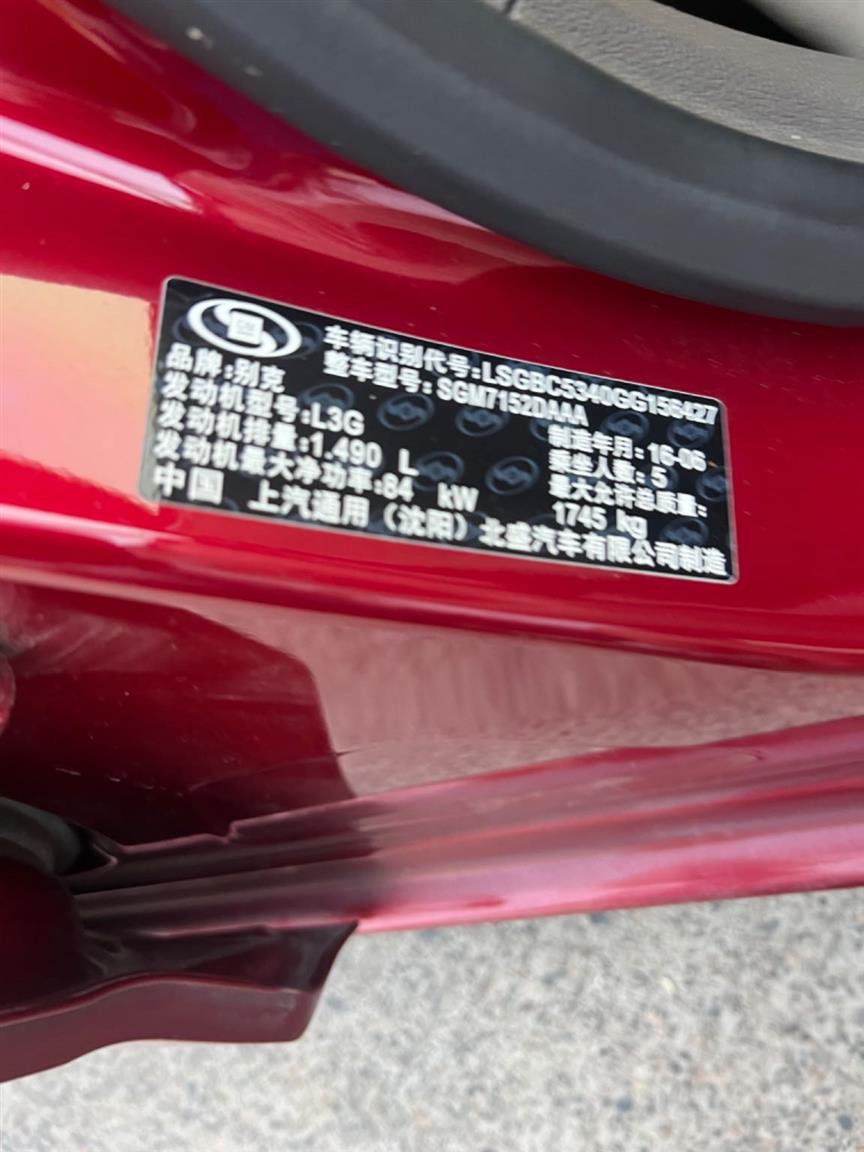 GM
车辆识别代号:LSGBC5340GG156427
品牌:别克 整车型号:SGM7152DAAA
发动机型号:L3G 制造年月:16-06
发动机排量:1.490 L 乘坐人数:5
发动机最大净功率:84 kW 最大允许总质量:
1745 kg
中国 上汽通用（沈阳）北盛汽车有限公司制造